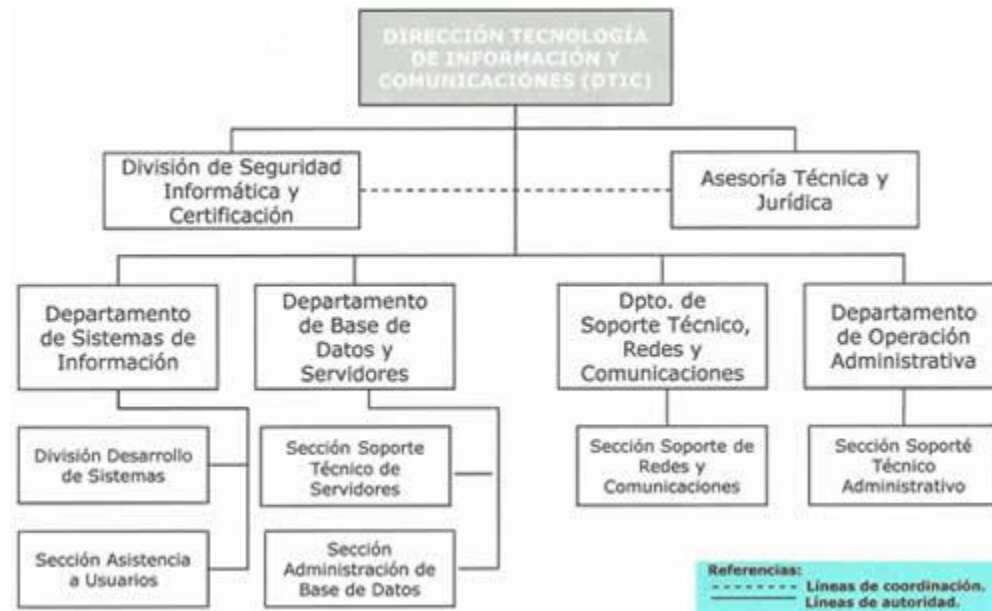 DIRECCIÓN TECNOLOGÍA
DE INFORMACIÓN Y
COMUNICACIONES (DTIC)
División de Seguridad
Informática y
Certificación
Asesoría Técnica y
Jurídica
Departamento
de Sistemas de
Información
Departamento
de Base de
Datos y
Servidores
Dpto. de
Soporte Técnico,
Redes y
Comunicaciones
Departamento
de Operación
Administrativa
División Desarrollo
de Sistemas
Sección Soporte
Técnico de
Servidores
Sección Soporte de
Redes y
Comunicaciones
Sección Soporté
Técnico
Administrativo
Sección Asistencia
a Usuarios
Sección
Administración de
Base de Datos
Referencias:
Líneas de coordinación.
Líneas de autoridad.